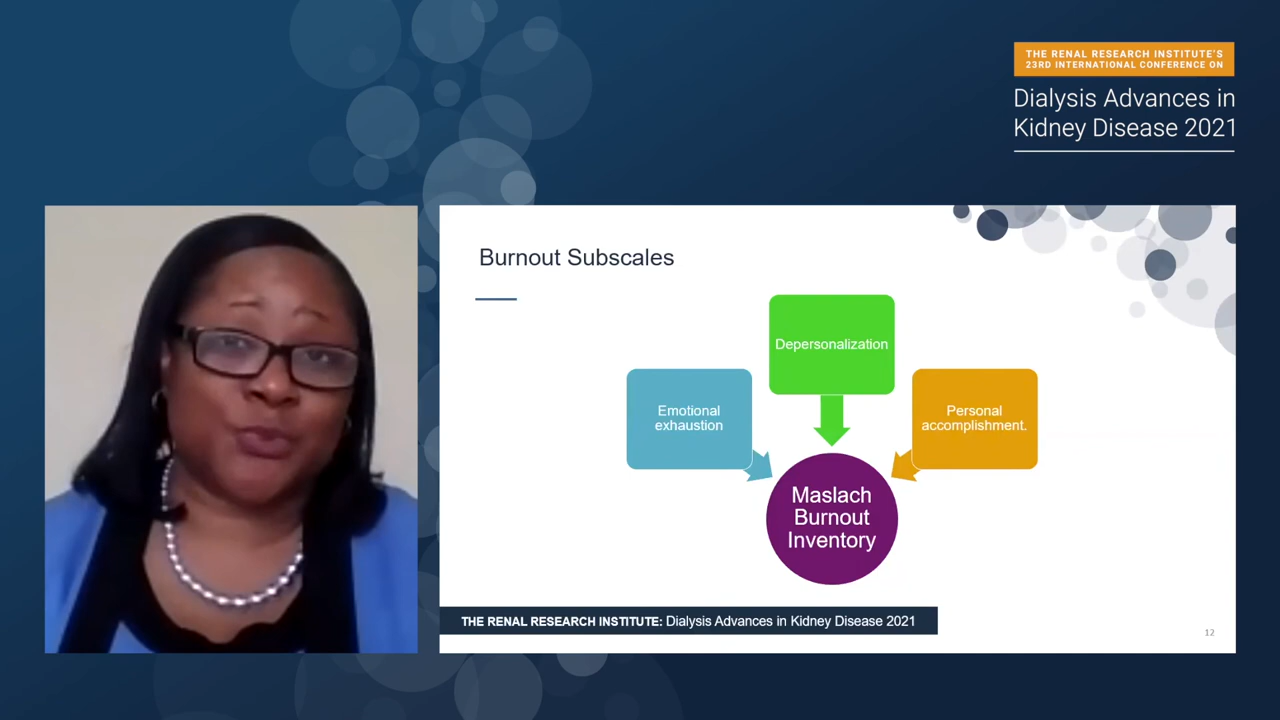 THE RENAL RESEARCH INSTITUTE'S
23RD INTERNATIONAL CONFERENCE ON
Dialysis Advances in
Kidney Disease 2021
Burnout Subscales
Depersonalization
Emotional
exhaustion
Personal
accomplishment.
Maslach
Burnout
Inventory
THE RENAL RESEARCH INSTITUTE: Dialysis Advances in Kidney Disease 2021
12